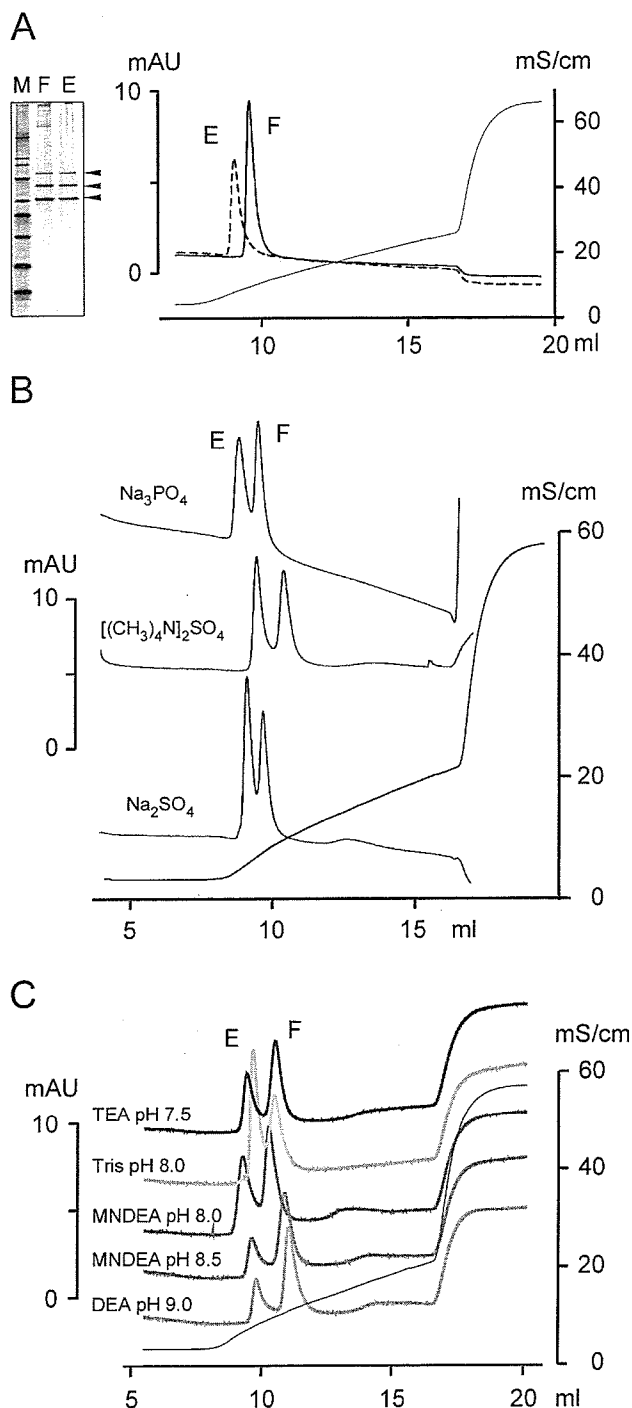 A
M F E
mAU
mS/cm
10
0
E
F
60
40
20
0
10
15
20 ml
B
E
F
Na₃PO₄
[(CH₃)₄N]₂SO₄
Na₂SO₄
mAU
10
0
mS/cm
60
40
20
0
5
10
15
ml
C
E
F
mAU
10
0
TEA pH 7.5
Tris pH 8.0
MNDEA pH 8.0
MNDEA pH 8.5
DEA pH 9.0
mS/cm
60
40
20
0
5
10
15
20
ml